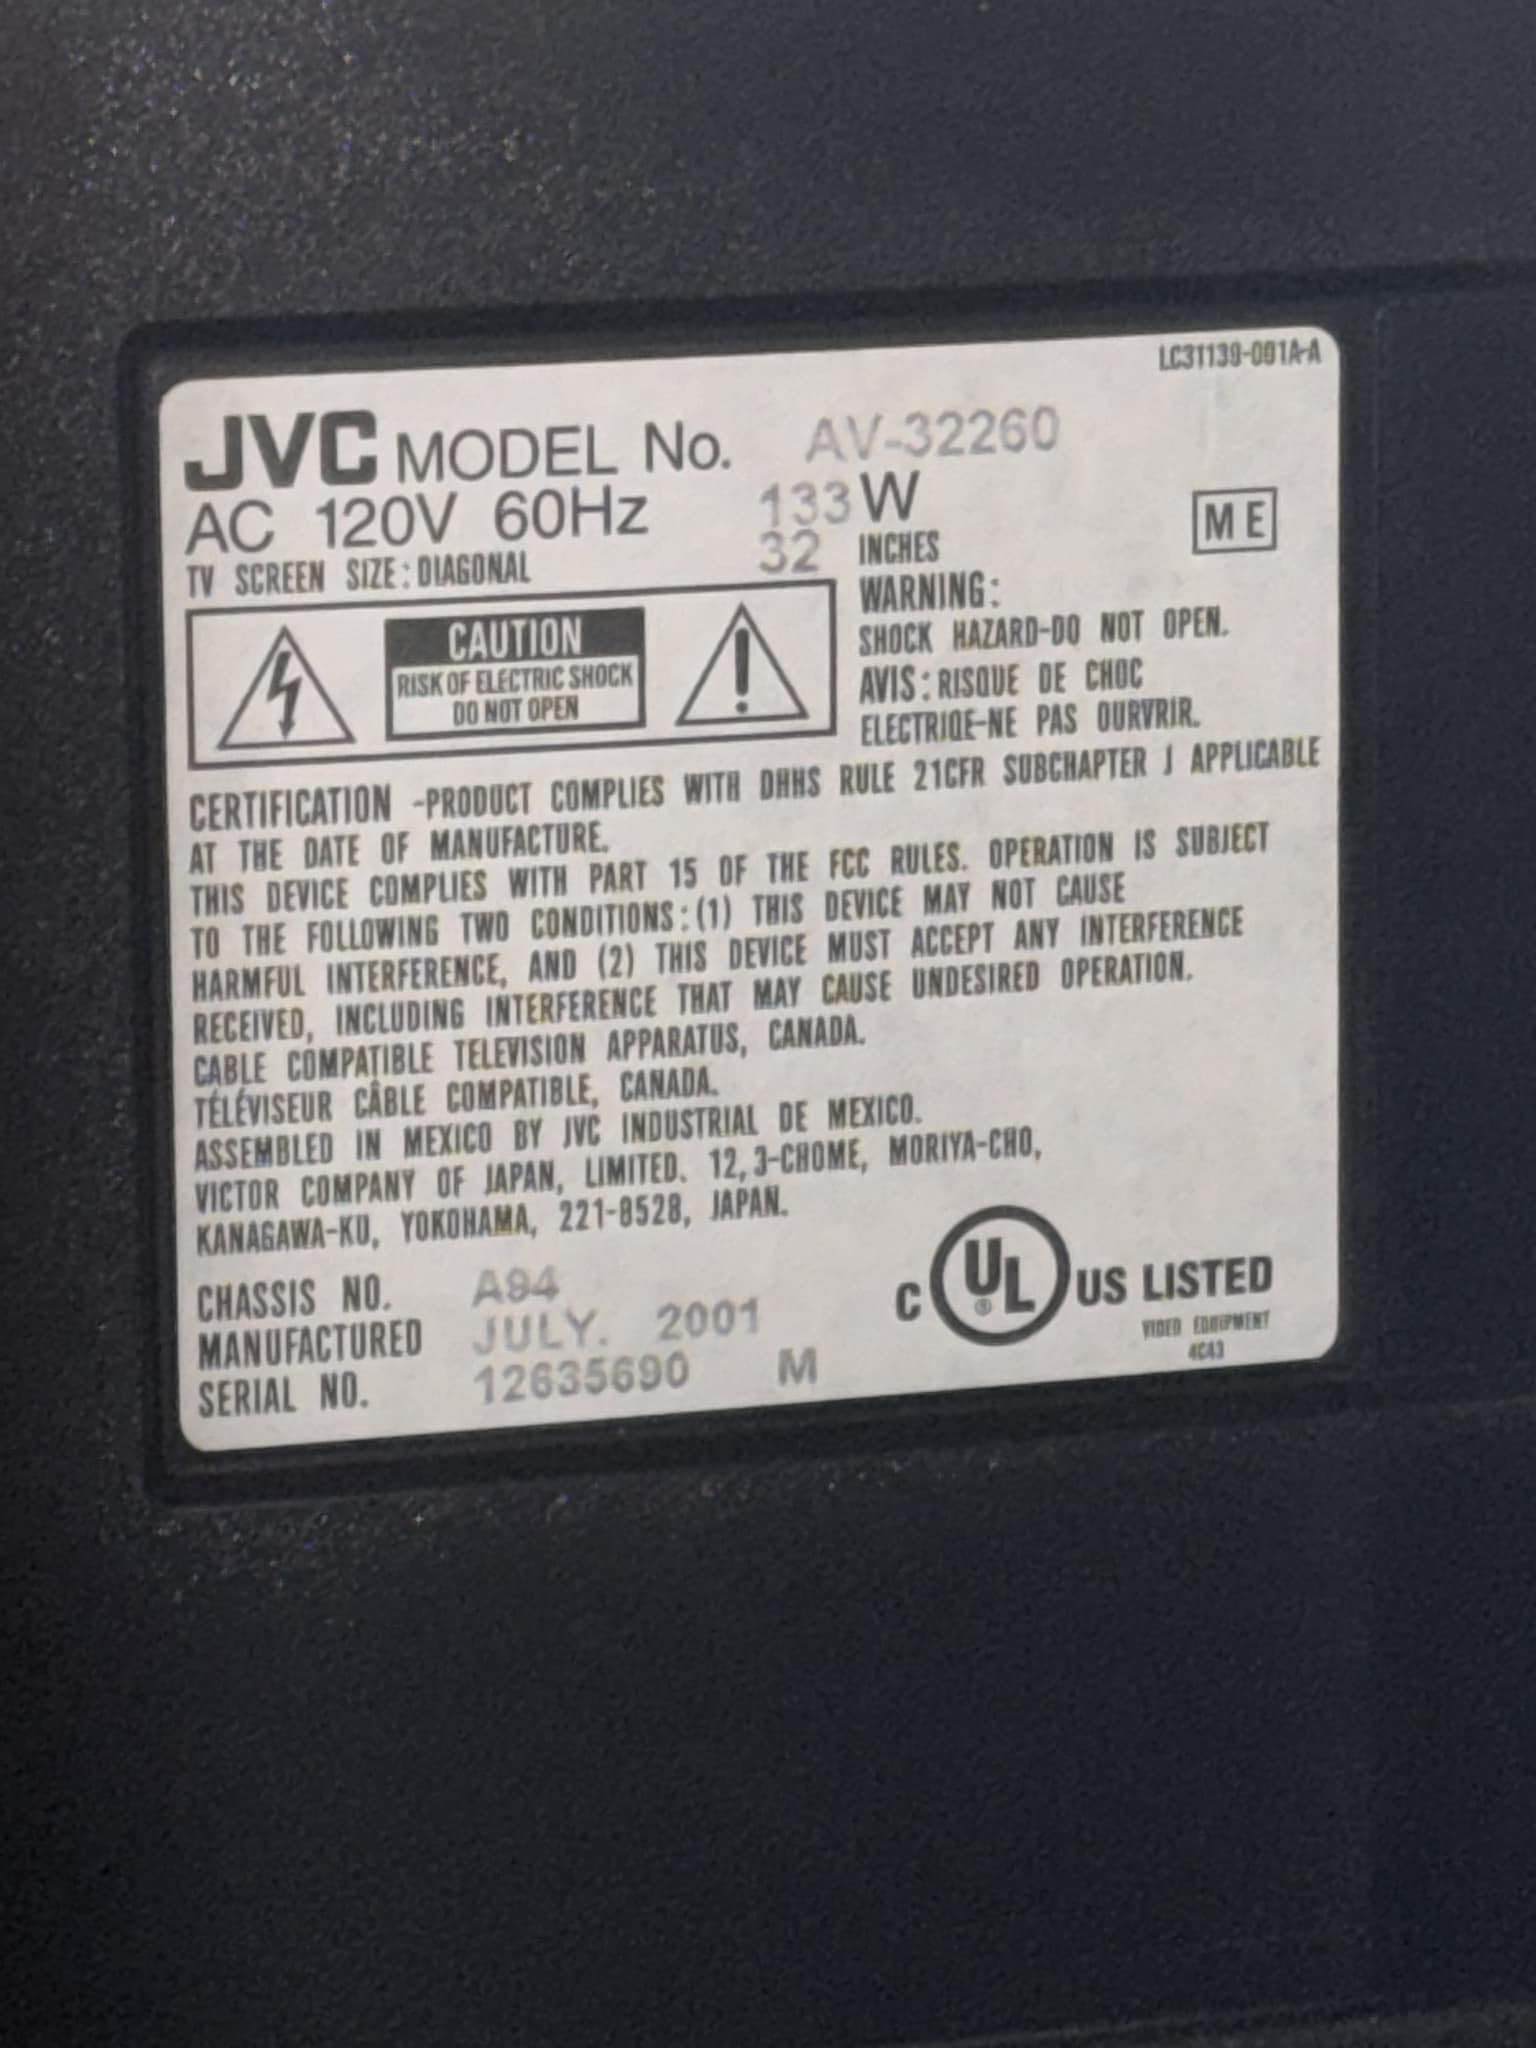 LC31139-001A-A
JVC MODEL No. AV-32260
AC 120V 60Hz 133 W
TV SCREEN SIZE: DIAGONAL 32 INCHES
ME
CAUTION
RISK OF ELECTRIC SHOCK
DO NOT OPEN
WARNING:
SHOCK HAZARD-DO NOT OPEN.
AVIS: RISQUE DE CHOC
ELECTRIQE-NE PAS OURVRIR.
CERTIFICATION -PRODUCT COMPLIES WITH DHHS RULE 21CFR SUBCHAPTER J APPLICABLE
AT THE DATE OF MANUFACTURE.
THIS DEVICE COMPLIES WITH PART 15 OF THE FCC RULES. OPERATION IS SUBJECT
TO THE FOLLOWING TWO CONDITIONS: (1) THIS DEVICE MAY NOT CAUSE
HARMFUL INTERFERENCE, AND (2) THIS DEVICE MUST ACCEPT ANY INTERFERENCE
RECEIVED, INCLUDING INTERFERENCE THAT MAY CAUSE UNDESIRED OPERATION.
CABLE COMPATIBLE TELEVISION APPARATUS, CANADA.
TÉLÉVISEUR CÂBLE COMPATIBLE, CANADA.
ASSEMBLED IN MEXICO BY JVC INDUSTRIAL DE MEXICO.
VICTOR COMPANY OF JAPAN, LIMITED. 12, 3-CHOME, MORIYA-CHO,
KANAGAWA-KU, YOKOHAMA, 221-8528, JAPAN.
CHASSIS NO. A94
MANUFACTURED JULY. 2001
SERIAL NO. 12635690 M
C UL® US LISTED
VIDEO EQUIPMENT
4C43